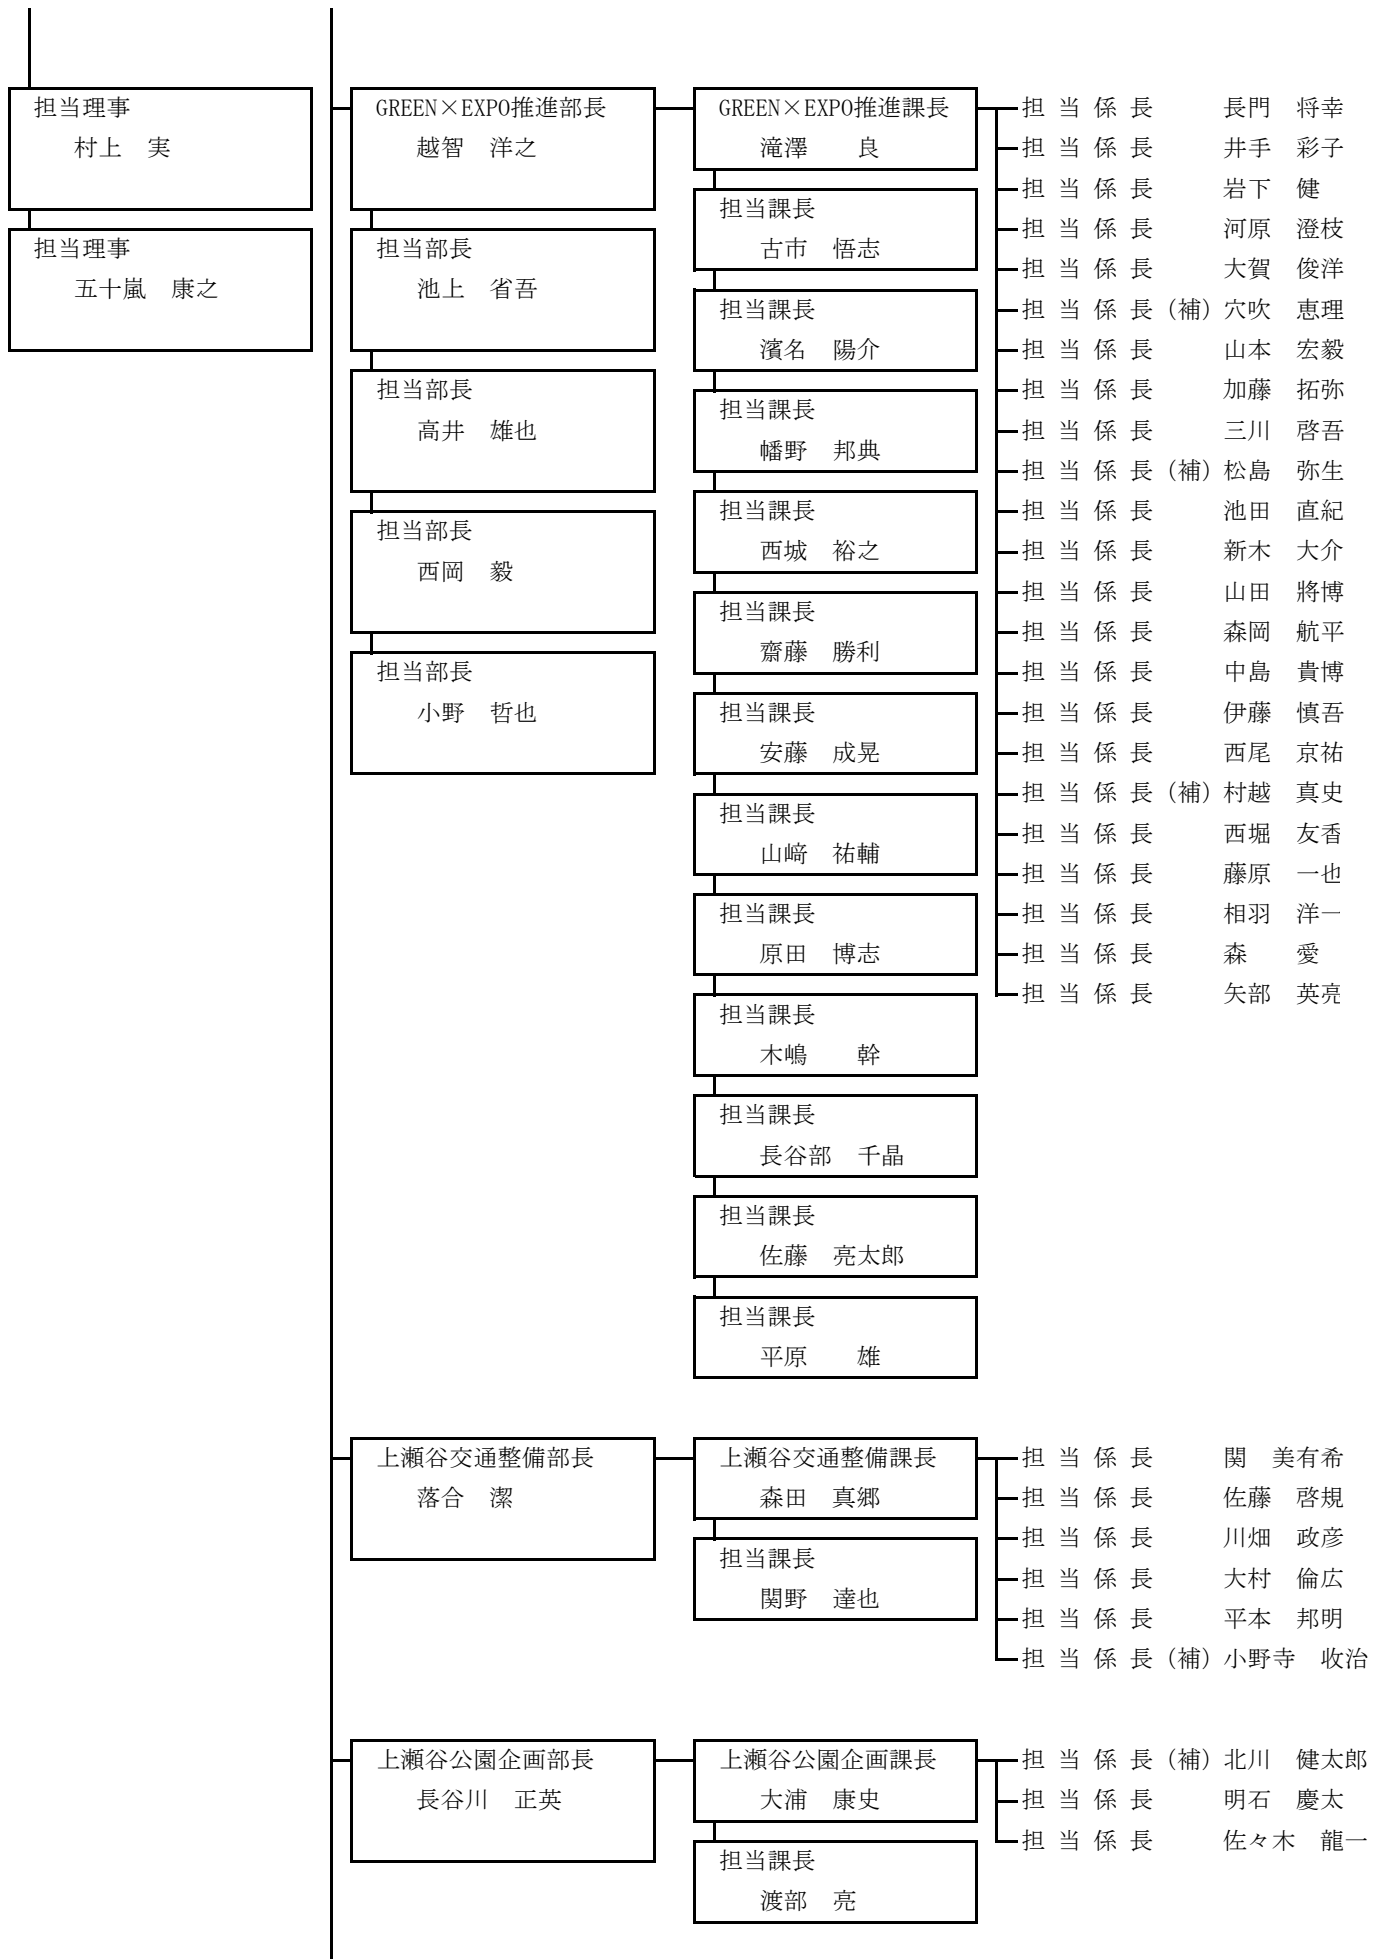 担当理事
村上　実
担当理事
五十嵐　康之
GREEN×EXPO推進部長
越智　洋之
担当部長
池上　省吾
担当部長
高井　雄也
担当部長
西岡　毅
担当部長
小野　哲也
GREEN×EXPO推進課長
滝澤　　良
担当課長
古市　悟志
担当課長
濱名　陽介
担当課長
幡野　邦典
担当課長
西城　裕之
担当課長
齋藤　勝利
担当課長
安藤　成晃
担当課長
山﨑　祐輔
担当課長
原田　博志
担当課長
木嶋　　幹
担当課長
長谷部　千晶
担当課長
佐藤　亮太郎
担当課長
平原　　雄
担 当 係 長　　長門　将幸
担 当 係 長　　井手　彩子
担 当 係 長　　岩下　健
担 当 係 長　　河原　澄枝
担 当 係 長　　大賀　俊洋
担 当 係 長（補）穴吹　恵理
担 当 係 長　　山本　宏毅
担 当 係 長　　加藤　拓弥
担 当 係 長　　三川　啓吾
担 当 係 長（補）松島　弥生
担 当 係 長　　池田　直紀
担 当 係 長　　新木　大介
担 当 係 長　　山田　將博
担 当 係 長　　森岡　航平
担 当 係 長　　中島　貴博
担 当 係 長　　伊藤　慎吾
担 当 係 長　　西尾　京祐
担 当 係 長（補）村越　真史
担 当 係 長　　西堀　友香
担 当 係 長　　藤原　一也
担 当 係 長　　相羽　洋一
担 当 係 長　　森　　愛
担 当 係 長　　矢部　英亮
上瀬谷交通整備部長
落合　潔
上瀬谷交通整備課長
森田　真郷
担当課長
関野　達也
担 当 係 長　　関　美有希
担 当 係 長　　佐藤　啓規
担 当 係 長　　川畑　政彦
担 当 係 長　　大村　倫広
担 当 係 長　　平本　邦明
担 当 係 長（補）小野寺　收治
上瀬谷公園企画部長
長谷川　正英
上瀬谷公園企画課長
大浦　康史
担当課長
渡部　亮
担 当 係 長（補）北川　健太郎
担 当 係 長　　明石　慶太
担 当 係 長　　佐々木　龍一